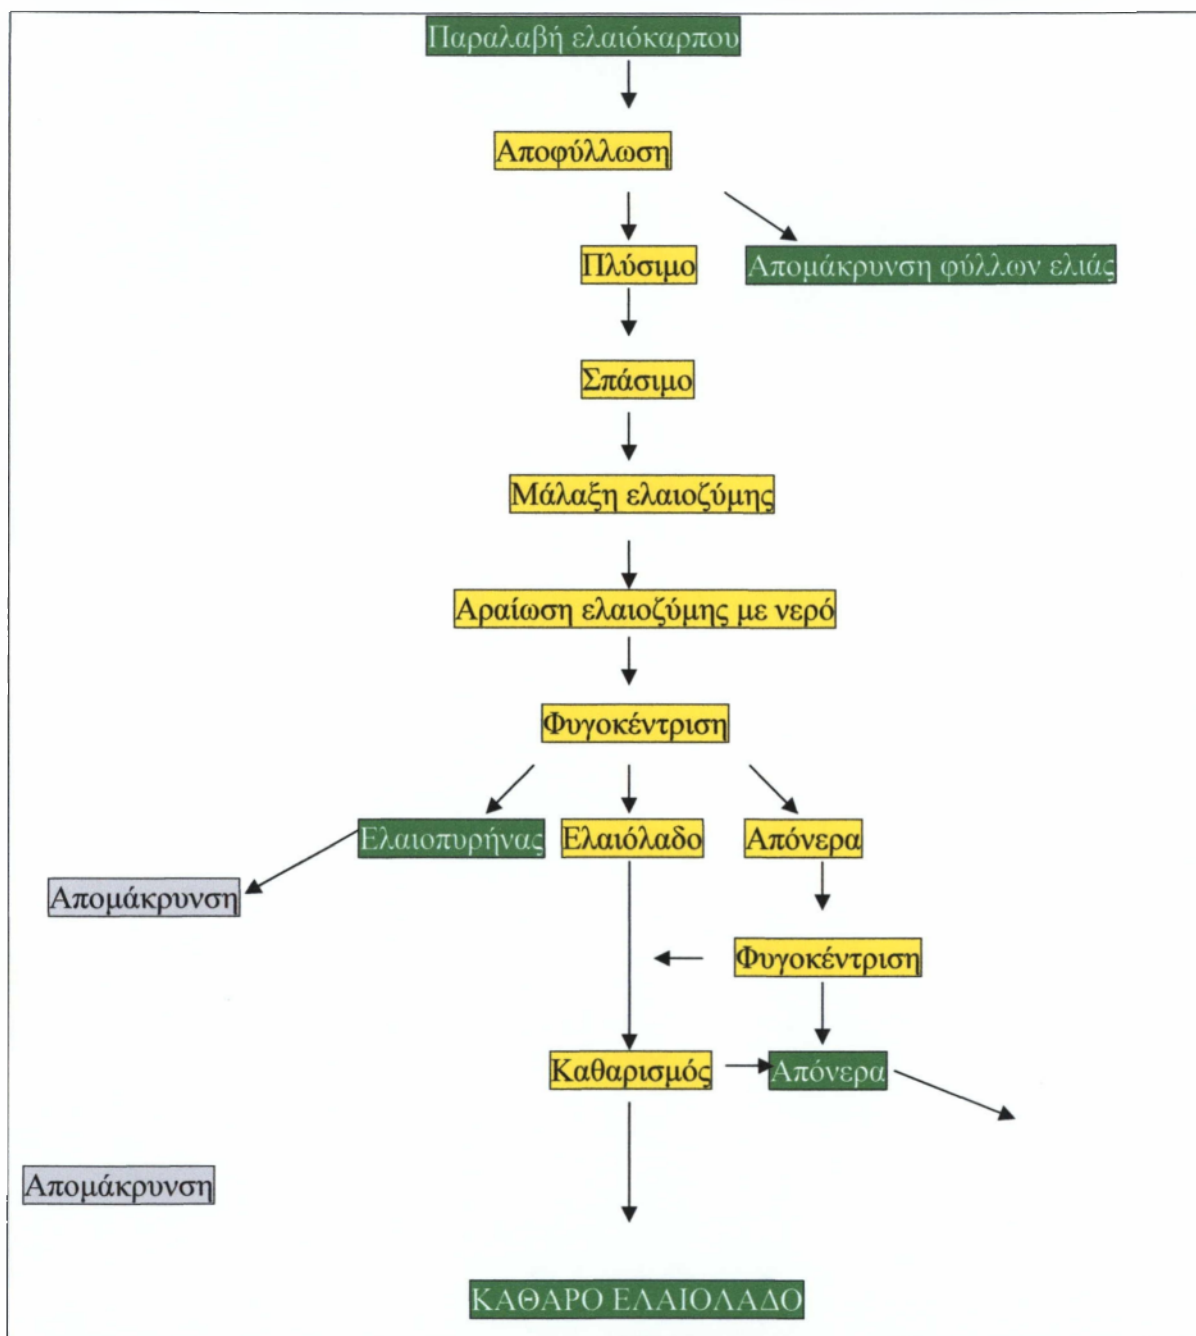 Παραλαβή ελαιόκαρπου
Αποφύλλωση
Πλύσιμο
Απομάκρυνση φύλλων ελιάς
Σπάσιμο
Μάλαξη ελαιοζύμης
Αραίωση ελαιοζύμης με νερό
Φυγοκέντριση
Ελαιοπυρήνας
Ελαιόλαδο
Απόνερα
Απομάκρυνση
Φυγοκέντριση
Καθαρισμός
Απόνερα
Απομάκρυνση
ΚΑΘΑΡΟ ΕΛΑΙΟΛΑΔΟ